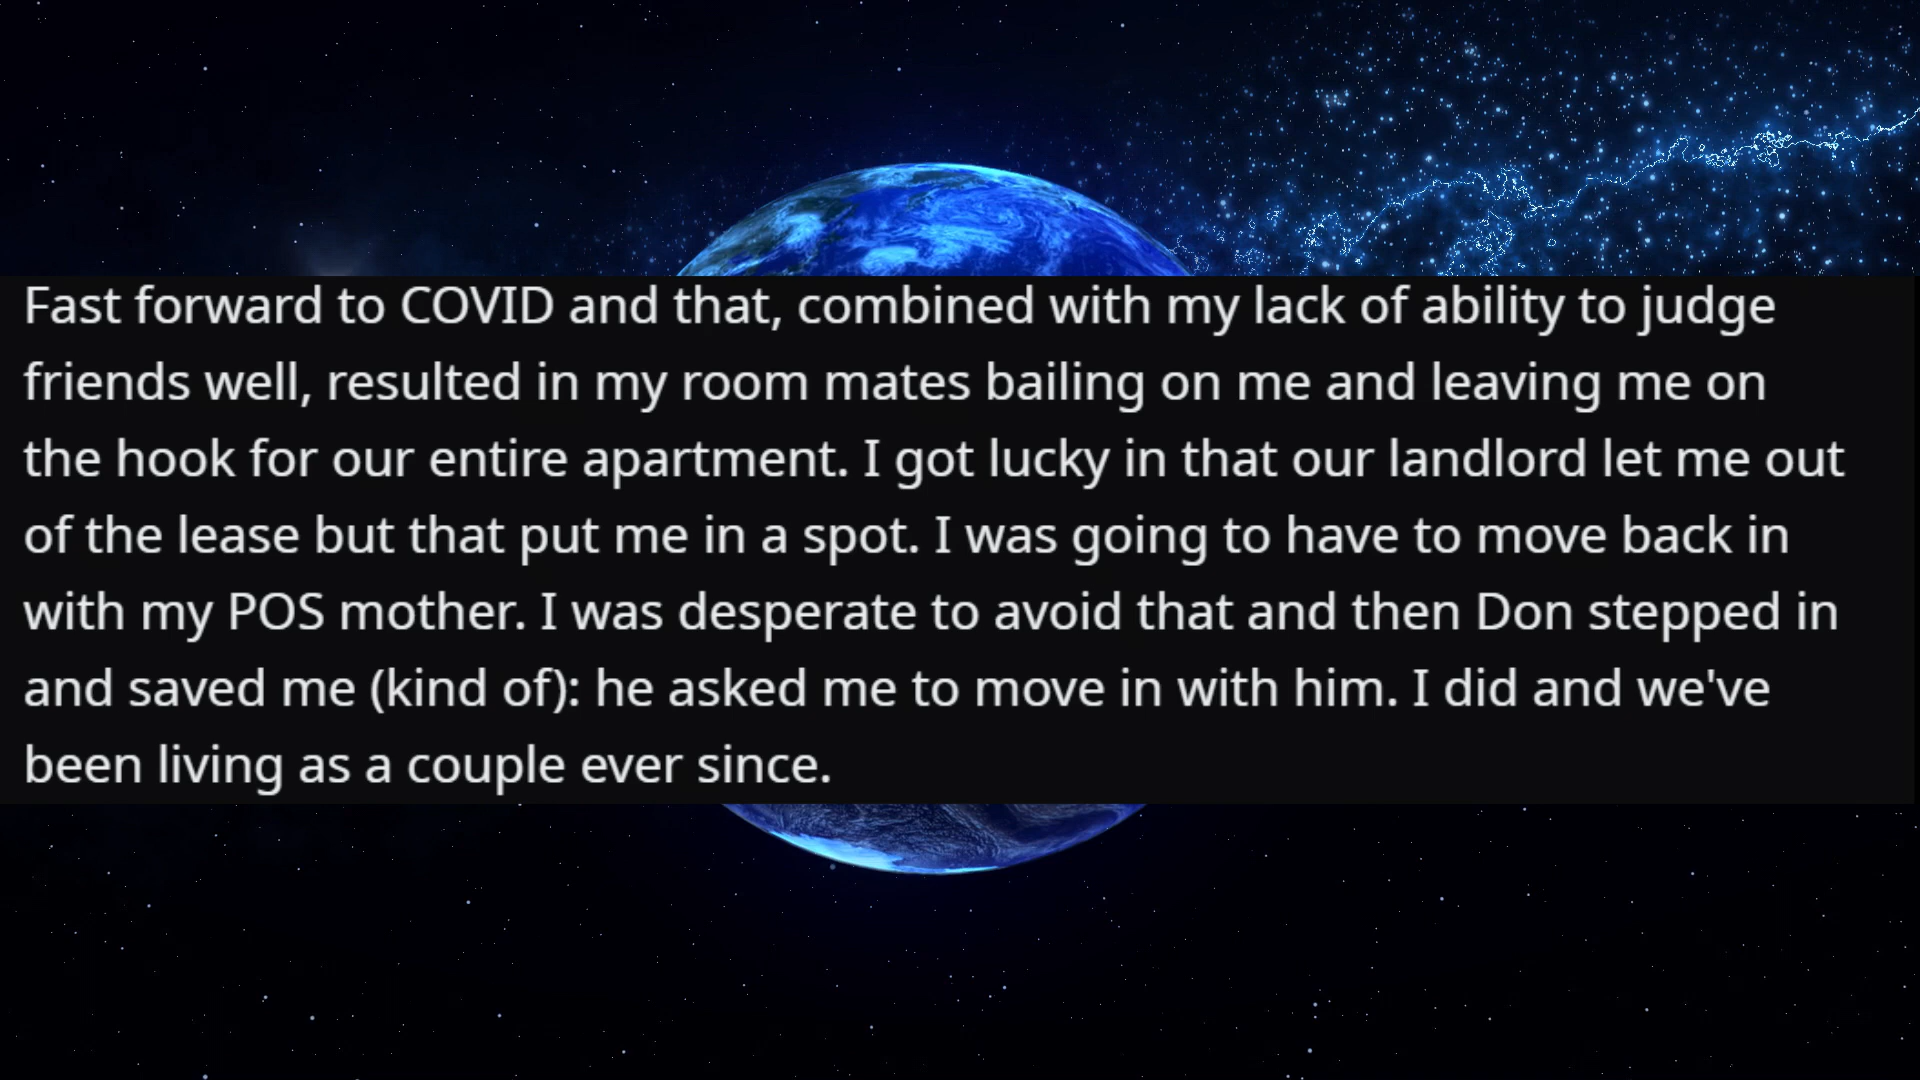 Fast forward to COVID and that, combined with my lack of ability to judge
friends well, resulted in my room mates bailing on me and leaving me on
the hook for our entire apartment. I got lucky in that our landlord let me out
of the lease but that put me in a spot. I was going to have to move back in
with my POS mother. I was desperate to avoid that and then Don stepped in
and saved me (kind of): he asked me to move in with him. I did and we've
been living as a couple ever since.